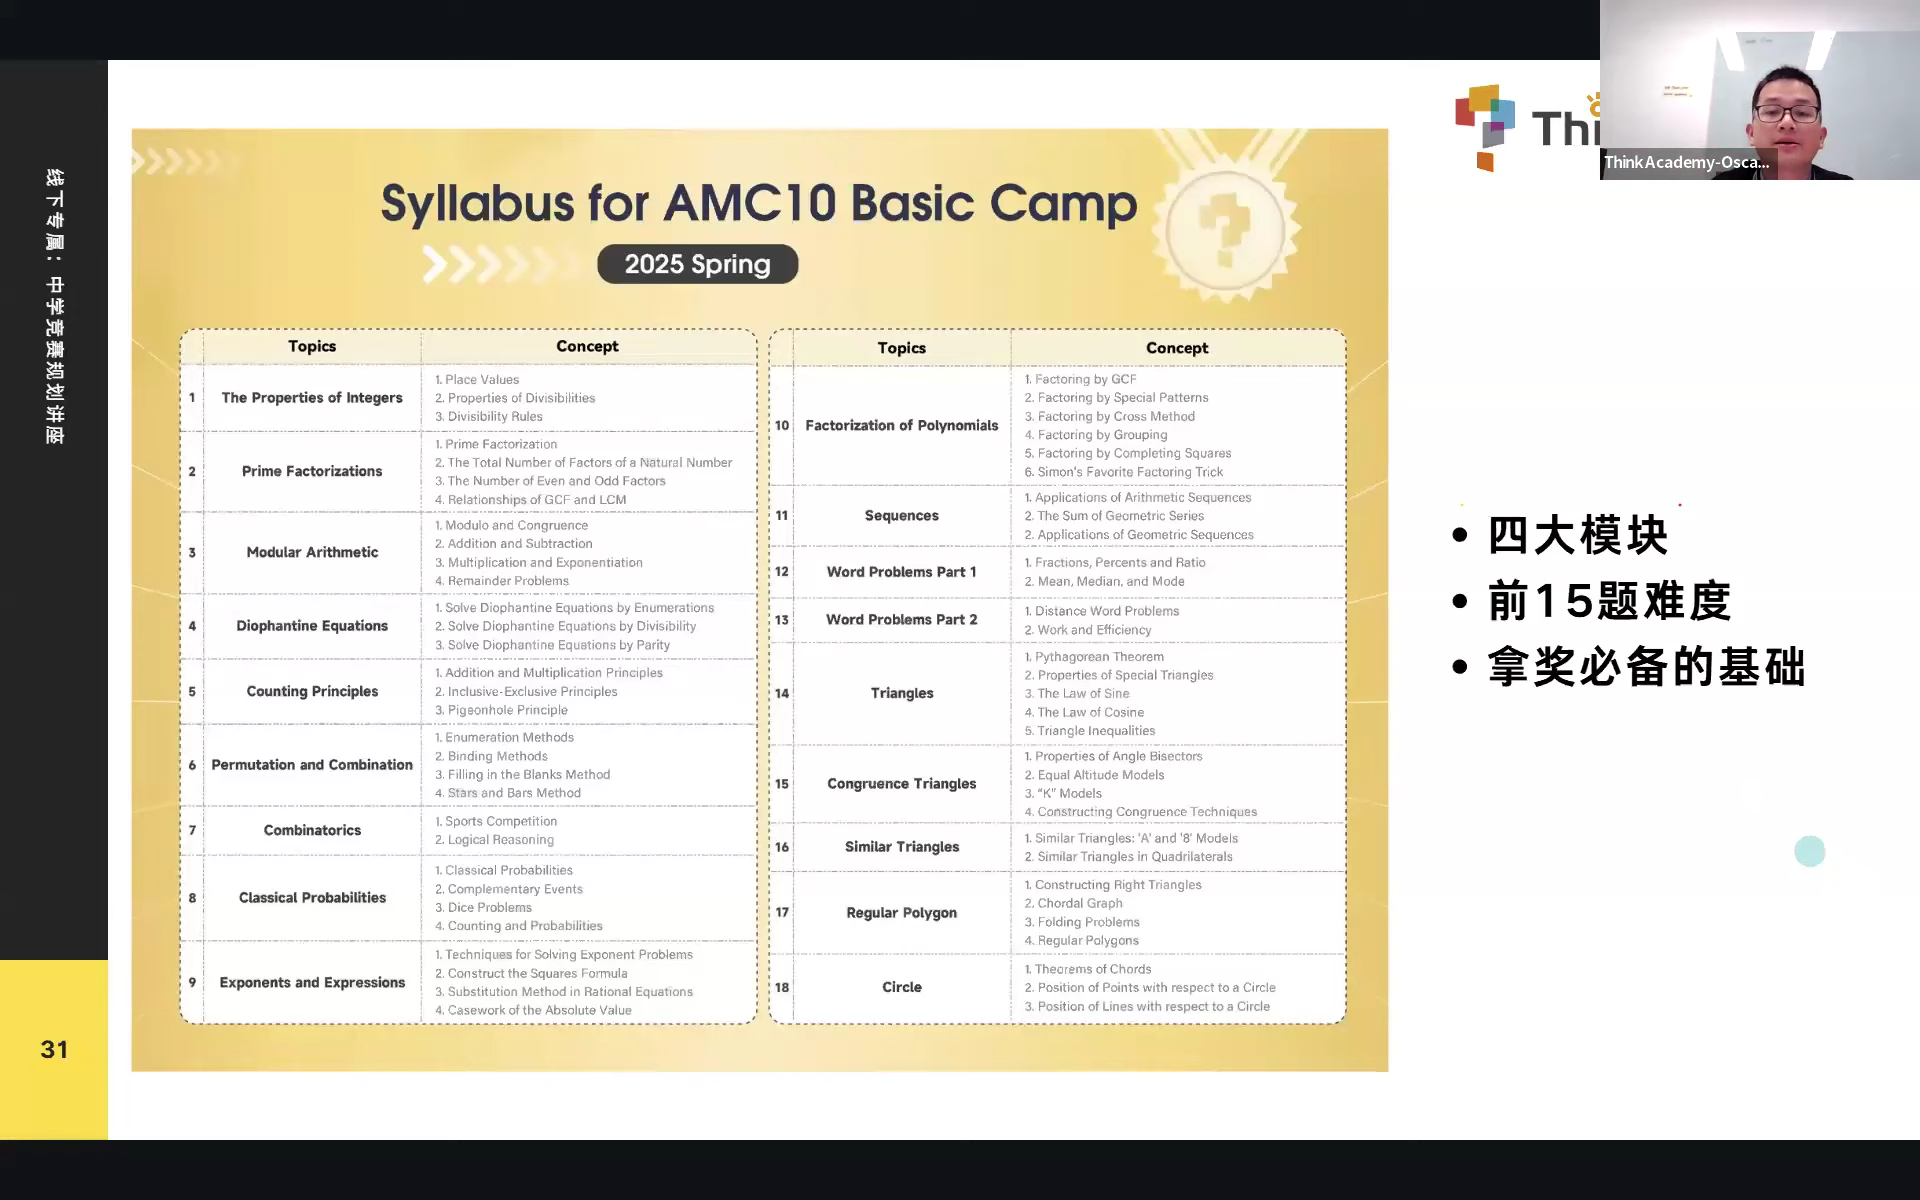 Thi
ThinkAcademy-Osca...
线下专属：中学竞赛规划讲座
31
Syllabus for AMC10 Basic Camp
2025 Spring
Topics
Concept
1
The Properties of Integers
1. Place Values
2. Properties of Divisibilities
3. Divisibility Rules
2
Prime Factorizations
1. Prime Factorization
2. The Total Number of Factors of a Natural Number
3. The Number of Even and Odd Factors
4. Relationships of GCF and LCM
3
Modular Arithmetic
1. Modulo and Congruence
2. Addition and Subtraction
3. Multiplication and Exponentiation
4. Remainder Problems
4
Diophantine Equations
1. Solve Diophantine Equations by Enumerations
2. Solve Diophantine Equations by Divisibility
3. Solve Diophantine Equations by Parity
5
Counting Principles
1. Addition and Multiplication Principles
2. Inclusive-Exclusive Principles
3. Pigeonhole Principle
6
Permutation and Combination
1. Enumeration Methods
2. Binding Methods
3. Filling in the Blanks Method
4. Stars and Bars Method
7
Combinatorics
1. Sports Competition
2. Logical Reasoning
8
Classical Probabilities
1. Classical Probabilities
2. Complementary Events
3. Dice Problems
4. Counting and Probabilities
9
Exponents and Expressions
1. Techniques for Solving Exponent Problems
2. Construct the Squares Formula
3. Substitution Method in Rational Equations
4. Casework of the Absolute Value
Topics
Concept
10
Factorization of Polynomials
1. Factoring by GCF
2. Factoring by Special Patterns
3. Factoring by Cross Method
4. Factoring by Grouping
5. Factoring by Completing Squares
6. Simon's Favorite Factoring Trick
11
Sequences
1. Applications of Arithmetic Sequences
2. The Sum of Geometric Series
2. Applications of Geometric Sequences
12
Word Problems Part 1
1. Fractions, Percents and Ratio
2. Mean, Median, and Mode
13
Word Problems Part 2
1. Distance Word Problems
2. Work and Efficiency
14
Triangles
1. Pythagorean Theorem
2. Properties of Special Triangles
3. The Law of Sine
4. The Law of Cosine
5. Triangle Inequalities
15
Congruence Triangles
1. Properties of Angle Bisectors
2. Equal Altitude Models
3. “K” Models
4. Constructing Congruence Techniques
16
Similar Triangles
1. Similar Triangles: 'A' and '8' Models
2. Similar Triangles in Quadrilaterals
17
Regular Polygon
1. Constructing Right Triangles
2. Chordal Graph
3. Folding Problems
4. Regular Polygons
18
Circle
1. Theorems of Chords
2. Position of Points with respect to a Circle
3. Position of Lines with respect to a Circle
• 四大模块
• 前15题难度
• 拿奖必备的基础